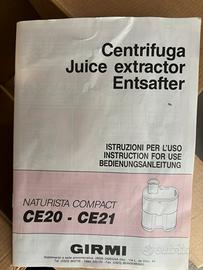 Centrifuga
Juice extractor
Entsafter
ISTRUZIONI PER L'USO
INSTRUCTION FOR USE
BEDIENUNGSANLEITUNG
NATURISTA COMPACT
CE20 - CE21
GIRMI